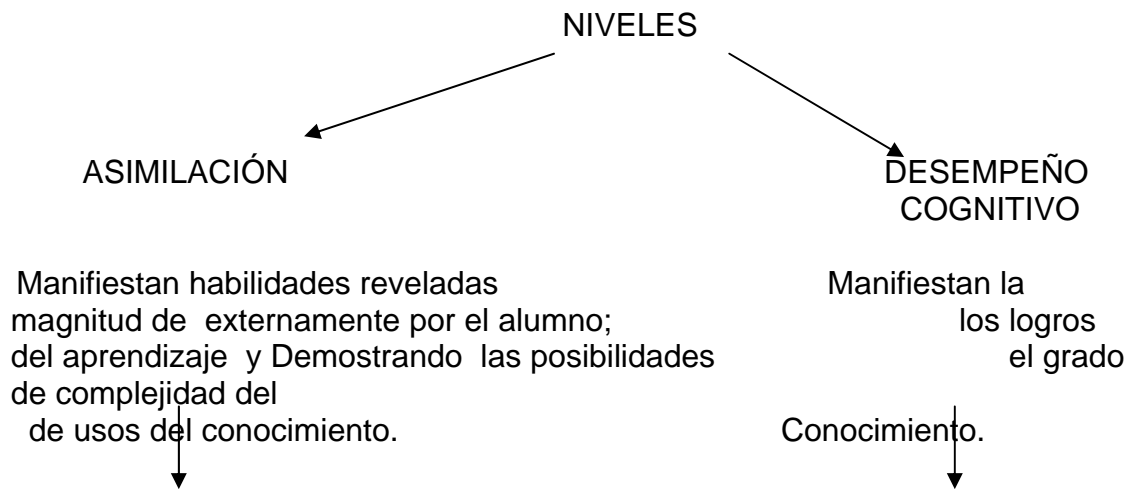 NIVELES
ASIMILACIÓN DESEMPEÑO
COGNITIVO
Manifiestan habilidades reveladas Manifiestan la
magnitud de externamente por el alumno; los logros
del aprendizaje y Demostrando las posibilidades el grado
de complejidad del
de usos del conocimiento. Conocimiento.